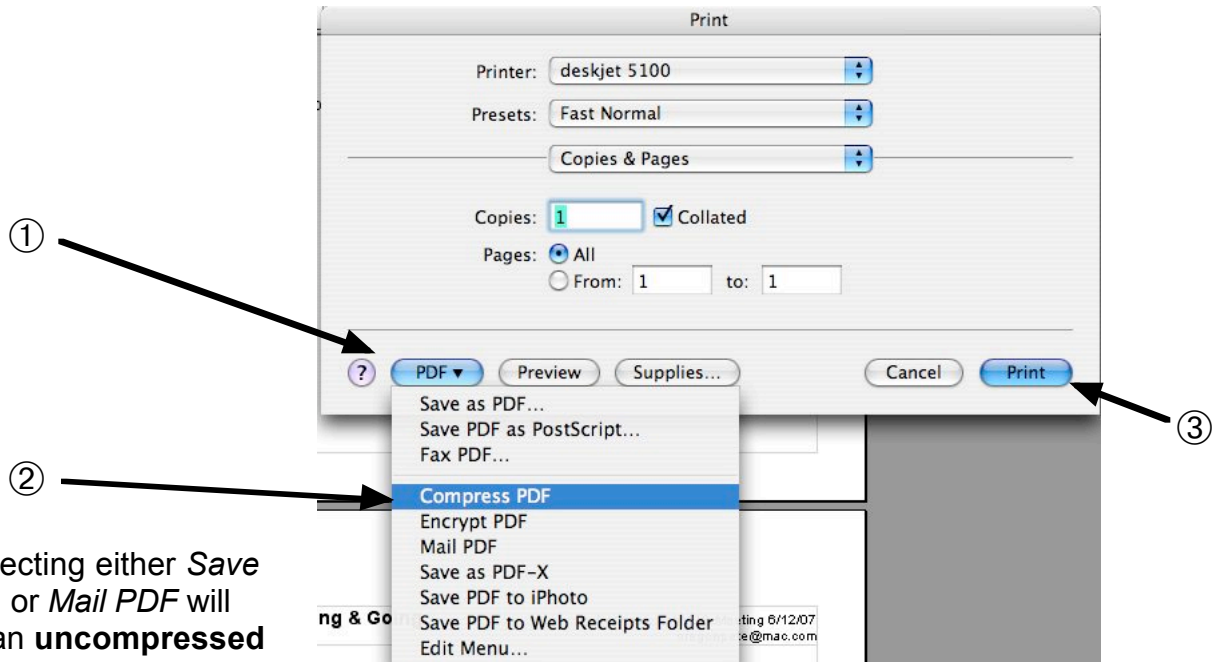 Print
Printer: deskjet 5100
Presets: Fast Normal
Copies & Pages
Copies: 1 Collated
Pages: All
From: 1 to: 1
? PDF Preview Supplies... Cancel Print
①
②
③
Save as PDF...
Save PDF as PostScript...
Fax PDF...
Compress PDF
Encrypt PDF
Mail PDF
Save as PDF-X
Save PDF to iPhoto
Save PDF to Web Receipts Folder
Edit Menu...
ecting either Save
or Mail PDF will
an uncompressed
ng & Go
ting 6/12/07
e@mac.com